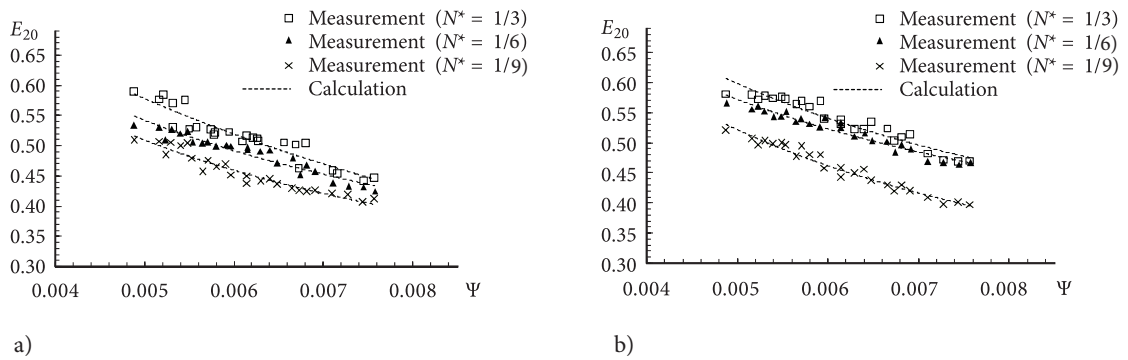 E20
Measurement (N* = 1/3)
Measurement (N* = 1/6)
Measurement (N* = 1/9)
Calculation
0.65
0.60
0.55
0.50
0.45
0.40
0.35
0.30
0.004 0.005 0.006 0.007 0.008 Ψ
a)
E20
Measurement (N* = 1/3)
Measurement (N* = 1/6)
Measurement (N* = 1/9)
Calculation
0.65
0.60
0.55
0.50
0.45
0.40
0.35
0.30
0.004 0.005 0.006 0.007 0.008 Ψ
b)